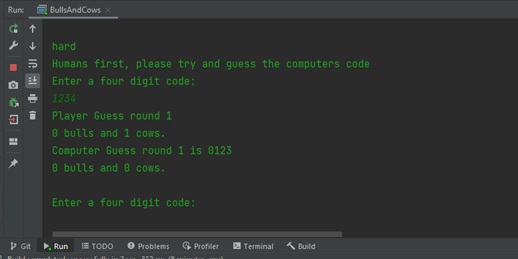 Run: BullsAndCows
hard
Humans first, please try and guess the computers code
Enter a four digit code:
1234
Player Guess round 1
0 bulls and 1 cows.
Computer Guess round 1 is 0123
0 bulls and 0 cows.
Enter a four digit code:
Git Run TODO Problems Profiler Terminal Build